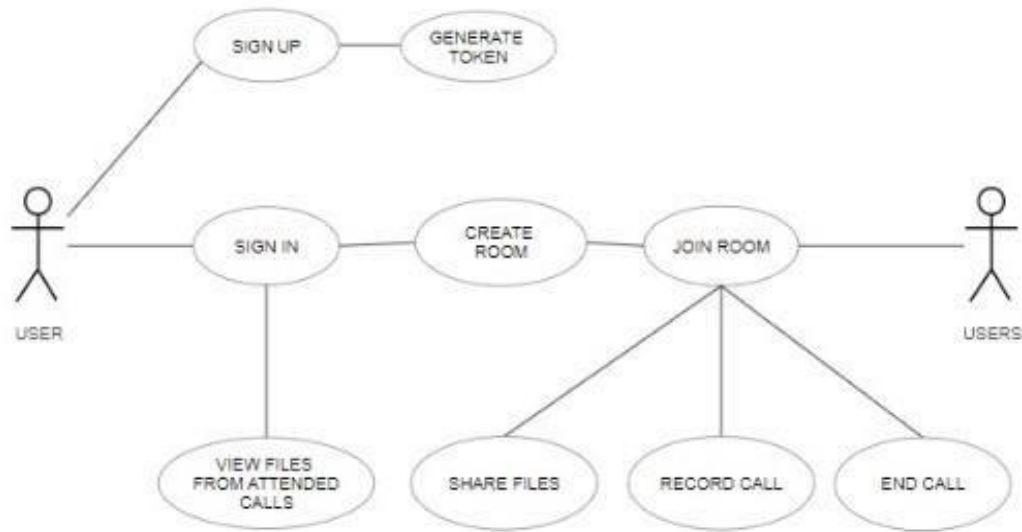 SIGN UP
GENERATE
TOKEN
SIGN IN
CREATE
ROOM
JOIN ROOM
USER
USERS
VIEW FILES
FROM ATTENDED
CALLS
SHARE FILES
RECORD CALL
END CALL